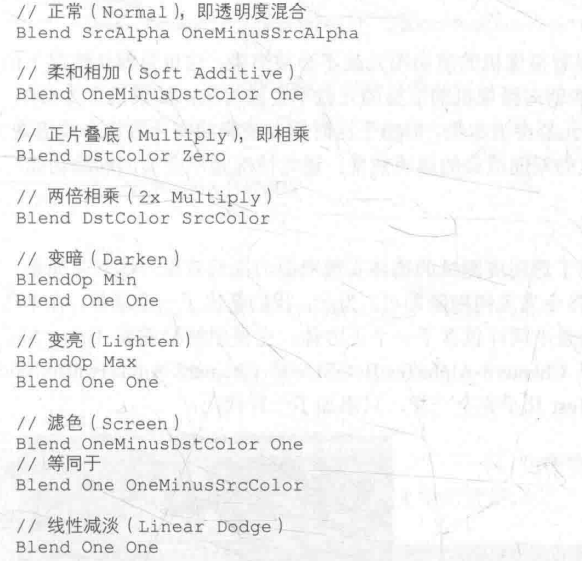 // 正常(Normal),即透明度混合
Blend SrcAlpha OneMinusSrcAlpha
// 柔和相加(Soft Additive)
Blend OneMinusDstColor One
// 正片叠底(Multiply),即相乘
Blend DstColor Zero
// 两倍相乘(2x Multiply)
Blend DstColor SrcColor
// 变暗(Darken)
BlendOp Min
Blend One One
// 变亮(Lighten)
BlendOp Max
Blend One One
// 滤色(Screen)
Blend OneMinusDstColor One
// 等同于
Blend One OneMinusSrcColor
// 线性减淡(Linear Dodge)
Blend One One